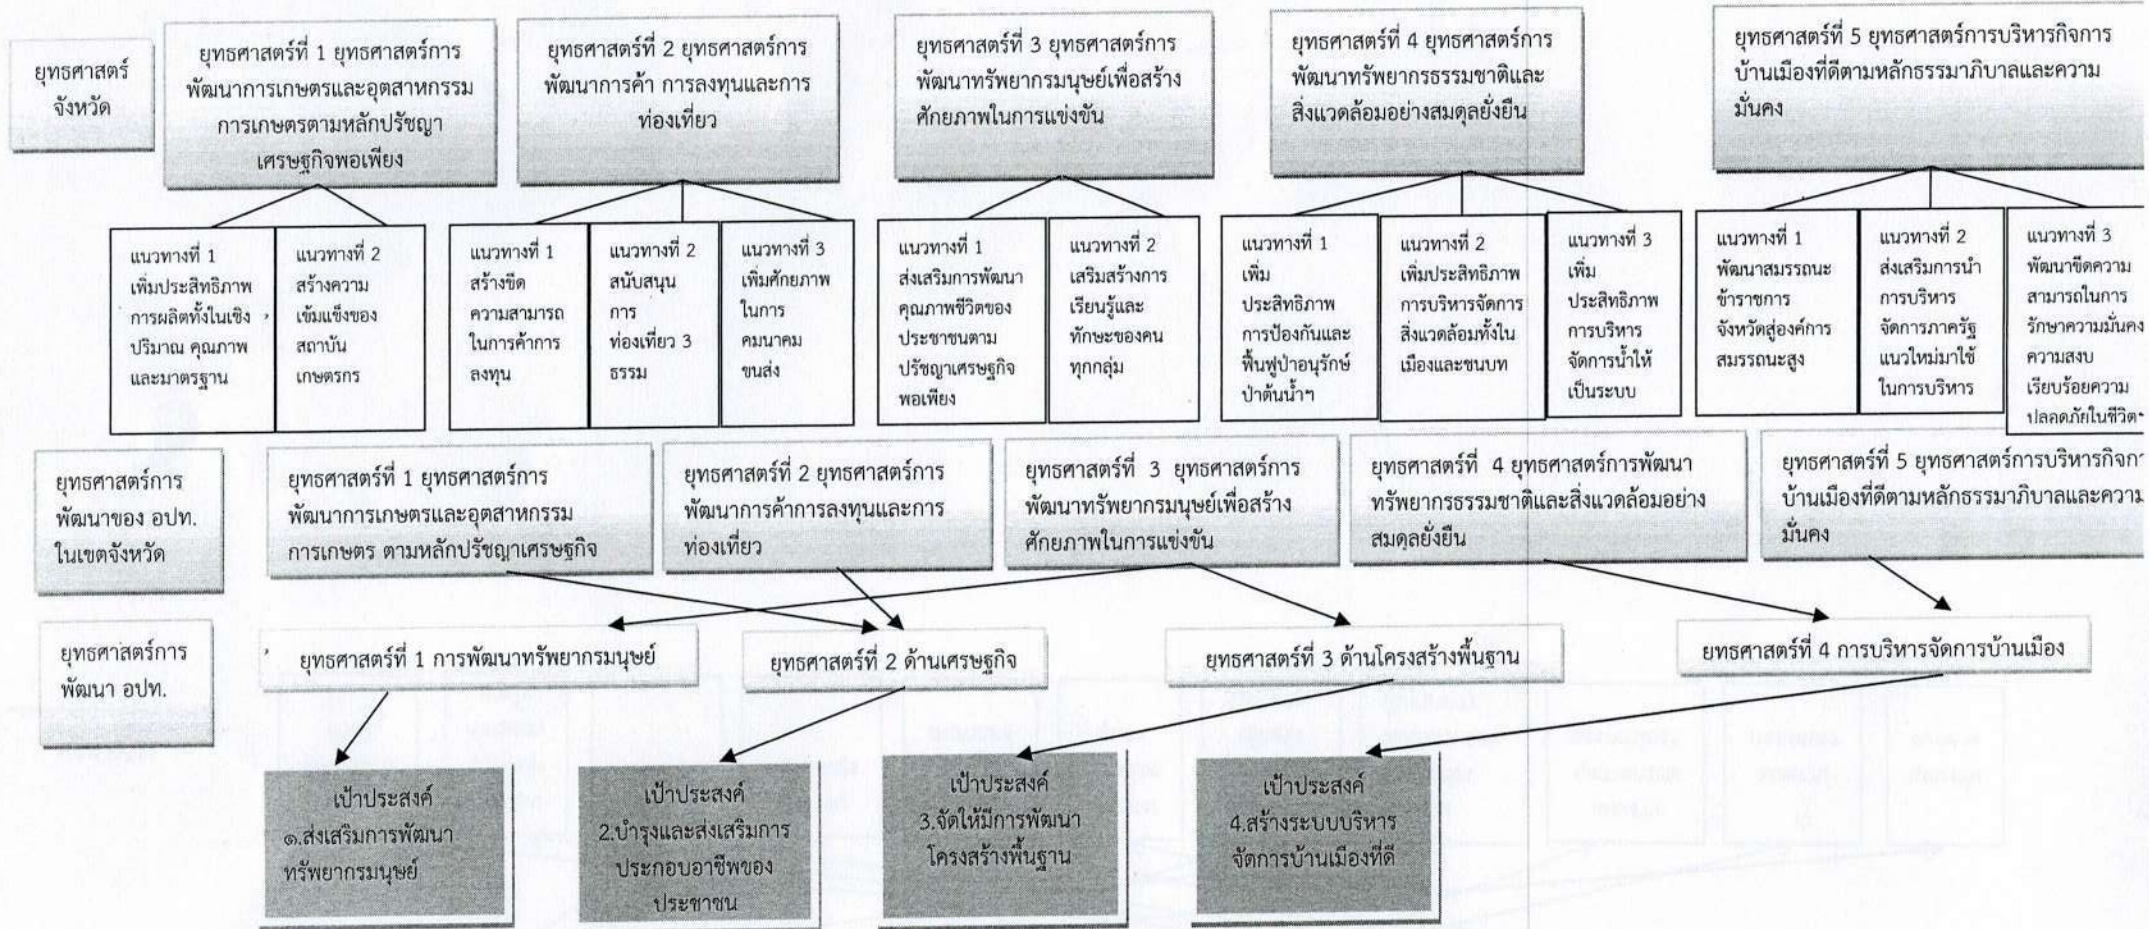 ยุทธศาสตร์
จังหวัด
ยุทธศาสตร์ที่ 1 ยุทธศาสตร์การ
พัฒนาการเกษตรและอุตสาหกรรม
การเกษตรตามหลักปรัชญา
เศรษฐกิจพอเพียง
ยุทธศาสตร์ที่ 2 ยุทธศาสตร์การ
พัฒนาการค้า การลงทุนและการ
ท่องเที่ยว
ยุทธศาสตร์ที่ 3 ยุทธศาสตร์การ
พัฒนาทรัพยากรมนุษย์เพื่อสร้าง
ศักยภาพในการแข่งขัน
ยุทธศาสตร์ที่ 4 ยุทธศาสตร์การ
พัฒนาทรัพยากรธรรมชาติและ
สิ่งแวดล้อมอย่างสมดุลยั่งยืน
ยุทธศาสตร์ที่ 5 ยุทธศาสตร์การบริหารกิจการ
บ้านเมืองที่ดีตามหลักธรรมาภิบาลและความ
มั่นคง
แนวทางที่ 1
เพิ่มประสิทธิภาพ
การผลิตทั้งในเชิง
ปริมาณ คุณภาพ
และมาตรฐาน
แนวทางที่ 2
สร้างความ
เข้มแข็งของ
สถาบัน
เกษตรกร
แนวทางที่ 1
สร้างขีด
ความสามารถ
ในการค้าการ
ลงทุน
แนวทางที่ 2
สนับสนุน
การ
ท่องเที่ยว 3
ธรรม
แนวทางที่ 3
เพิ่มศักยภาพ
ในการ
คมนาคม
ขนส่ง
แนวทางที่ 1
ส่งเสริมการพัฒนา
คุณภาพชีวิตของ
ประชาชนตาม
ปรัชญาเศรษฐกิจ
พอเพียง
แนวทางที่ 2
เสริมสร้างการ
เรียนรู้และ
ทักษะของคน
ทุกกลุ่ม
แนวทางที่ 1
เพิ่ม
ประสิทธิภาพ
การป้องกันและ
ฟื้นฟูป่าอนุรักษ์
ป่าต้นน้ำฯ
แนวทางที่ 2
เพิ่มประสิทธิภาพ
การบริหารจัดการ
สิ่งแวดล้อมทั้งใน
เมืองและชนบท
แนวทางที่ 3
เพิ่ม
ประสิทธิภาพ
การบริหาร
จัดการน้ำให้
เป็นระบบ
แนวทางที่ 1
พัฒนาสมรรถนะ
ข้าราชการ
จังหวัดสู่องค์การ
สมรรถนะสูง
แนวทางที่ 2
ส่งเสริมการนำ
การบริหาร
จัดการภาครัฐ
แนวใหม่มาใช้
ในการบริหาร
แนวทางที่ 3
พัฒนาขีดความ
สามารถในการ
รักษาความมั่นคง
ความสงบ
เรียบร้อยความ
ปลอดภัยในชีวิต
ยุทธศาสตร์การ
พัฒนาของ อปท.
ในเขตจังหวัด
ยุทธศาสตร์ที่ 1 ยุทธศาสตร์การ
พัฒนาการเกษตรและอุตสาหกรรม
การเกษตร ตามหลักปรัชญาเศรษฐกิจ
ยุทธศาสตร์ที่ 2 ยุทธศาสตร์การ
พัฒนาการค้าการลงทุนและการ
ท่องเที่ยว
ยุทธศาสตร์ที่ 3 ยุทธศาสตร์การ
พัฒนาทรัพยากรมนุษย์เพื่อสร้าง
ศักยภาพในการแข่งขัน
ยุทธศาสตร์ที่ 4 ยุทธศาสตร์การพัฒนา
ทรัพยากรธรรมชาติและสิ่งแวดล้อมอย่าง
สมดุลยั่งยืน
ยุทธศาสตร์ที่ 5 ยุทธศาสตร์การบริหารกิจก
บ้านเมืองที่ดีตามหลักธรรมาภิบาลและความ
มั่นคง
ยุทธศาสตร์การ
พัฒนา อปท.
ยุทธศาสตร์ที่ 1 การพัฒนาทรัพยากรมนุษย์
ยุทธศาสตร์ที่ 2 ด้านเศรษฐกิจ
ยุทธศาสตร์ที่ 3 ด้านโครงสร้างพื้นฐาน
ยุทธศาสตร์ที่ 4 การบริหารจัดการบ้านเมือง
เป้าประสงค์
๑.ส่งเสริมการพัฒนา
ทรัพยากรมนุษย์
เป้าประสงค์
2.บำรุงและส่งเสริมการ
ประกอบอาชีพของ
ประชาชน
เป้าประสงค์
3.จัดให้มีการพัฒนา
โครงสร้างพื้นฐาน
เป้าประสงค์
4.สร้างระบบบริหาร
จัดการบ้านเมืองที่ดี